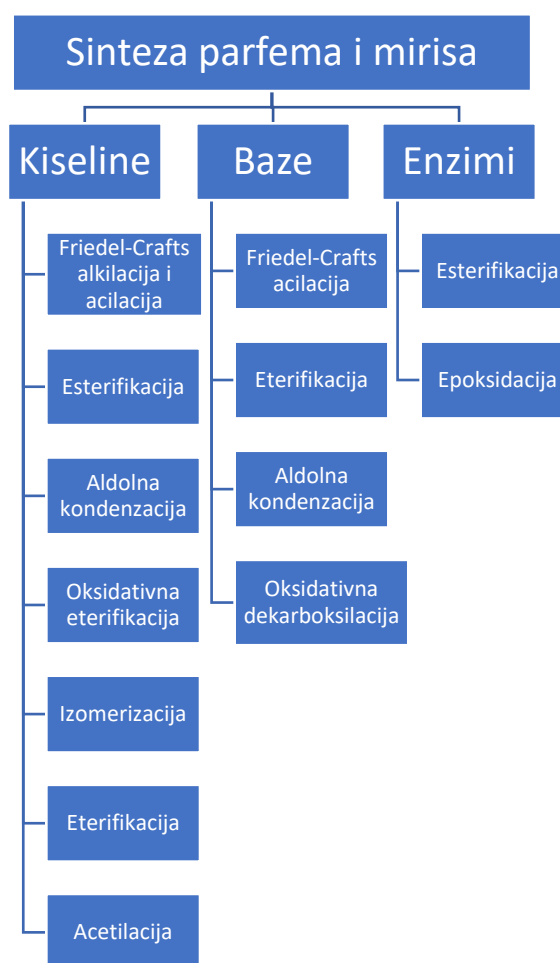 Sinteza parfema i mirisa
Kiseline
Friedel-Crafts
alkilacija i
acilacija
Esterifikacija
Aldolna
kondenzacija
Oksidativna
eterifikacija
Izomerizacija
Eterifikacija
Acetilacija
Baze
Friedel-Crafts
acilacija
Eterifikacija
Aldolna
kondenzacija
Oksidativna
dekarboksilacija
Enzimi
Esterifikacija
Epoksidacija